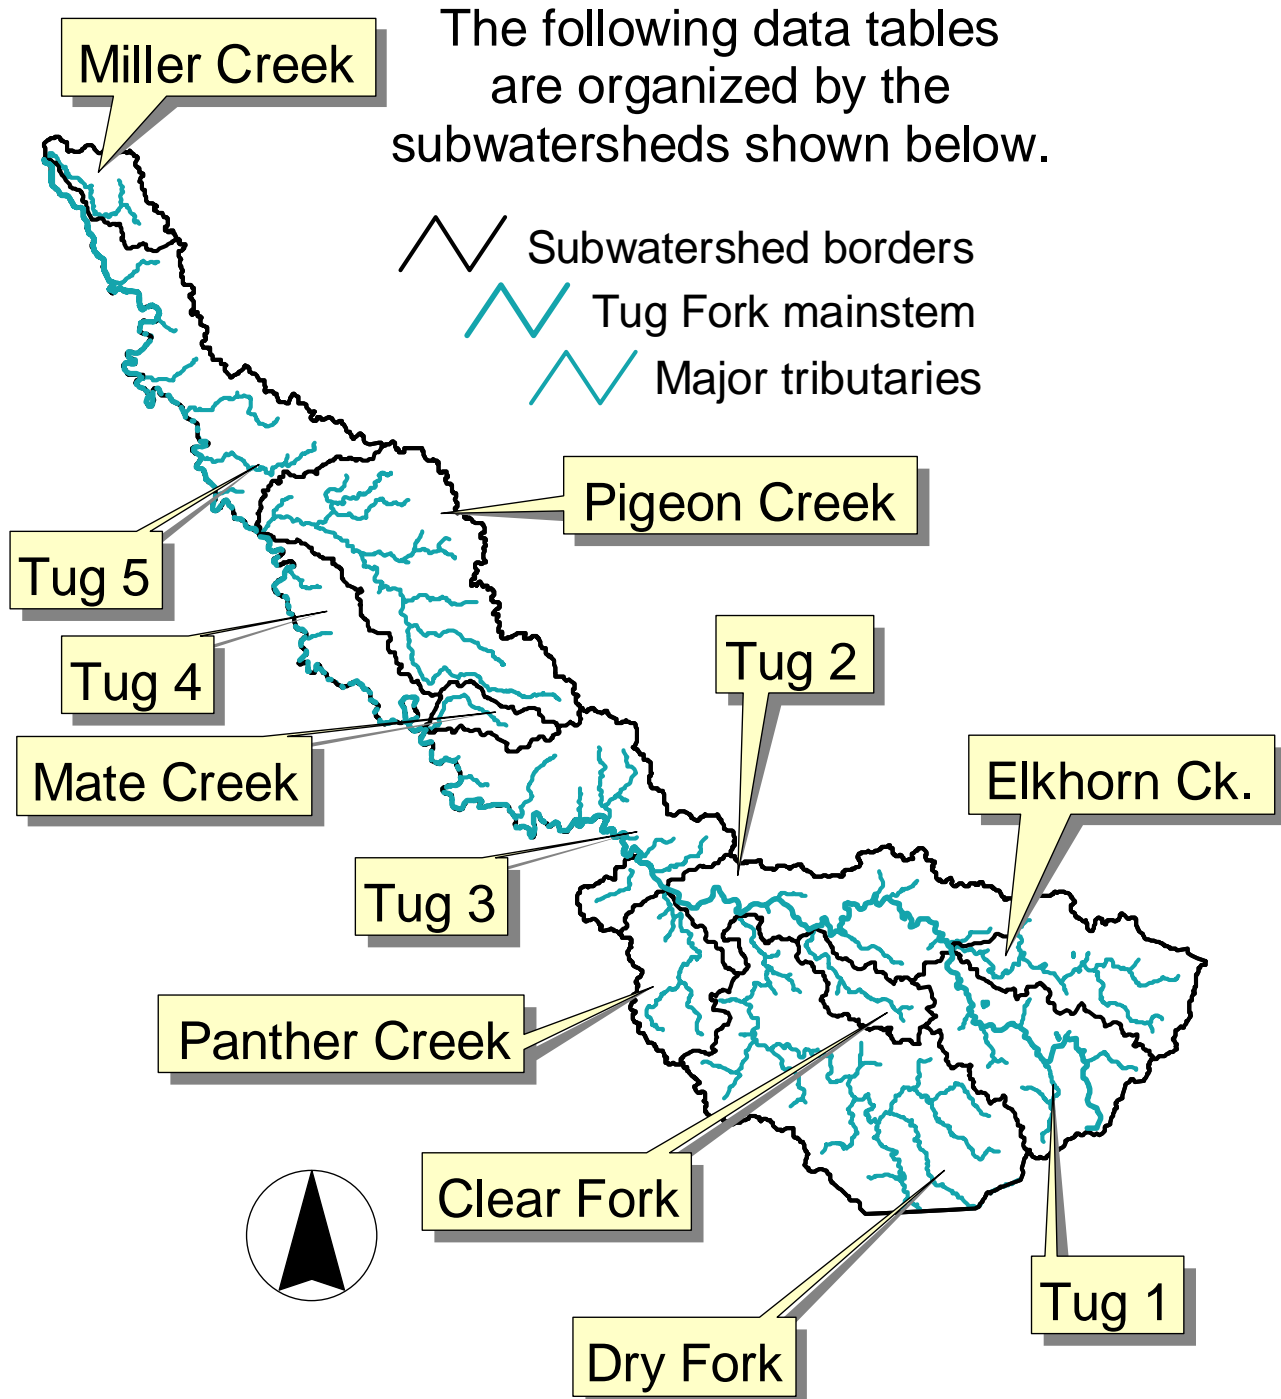 The following data tables
are organized by the
subwatersheds shown below.
Miller Creek
Subwatershed borders
Tug Fork mainstem
Major tributaries
Pigeon Creek
Tug 5
Tug 4
Tug 2
Mate Creek
Elkhorn Ck.
Tug 3
Panther Creek
Clear Fork
Tug 1
Dry Fork